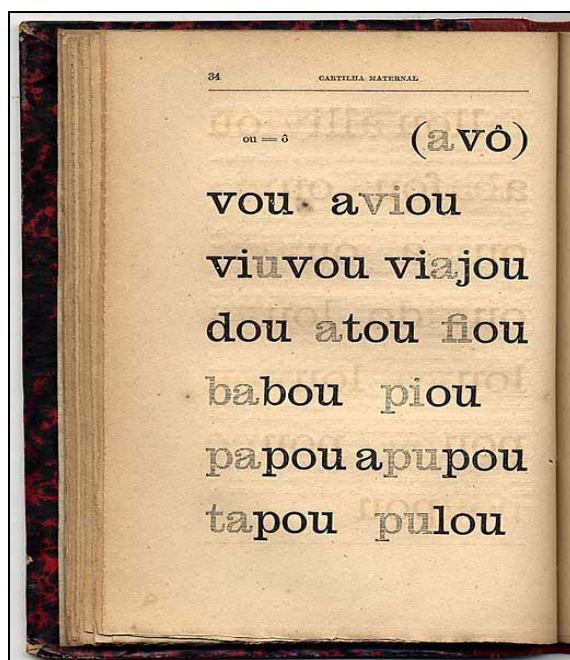 34 CARTILHA MATERNAL
ou = ô (avô)
vou aviou
viuvou viajou
dou atou fiou
babou piou
papou apupou
tapou pulou